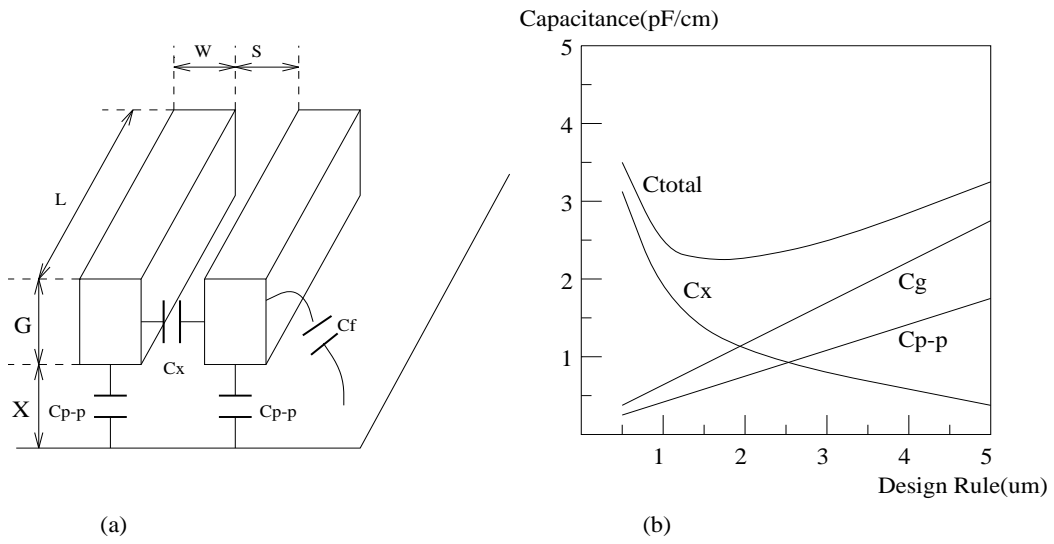 W
S
L
G
X
Cx
Cf
Cp-p
Cp-p
(a)
Capacitance(pF/cm)
5
4
3
2
1
Ctotal
Cx
Cg
Cp-p
1
2
3
4
5
Design Rule(um)
(b)